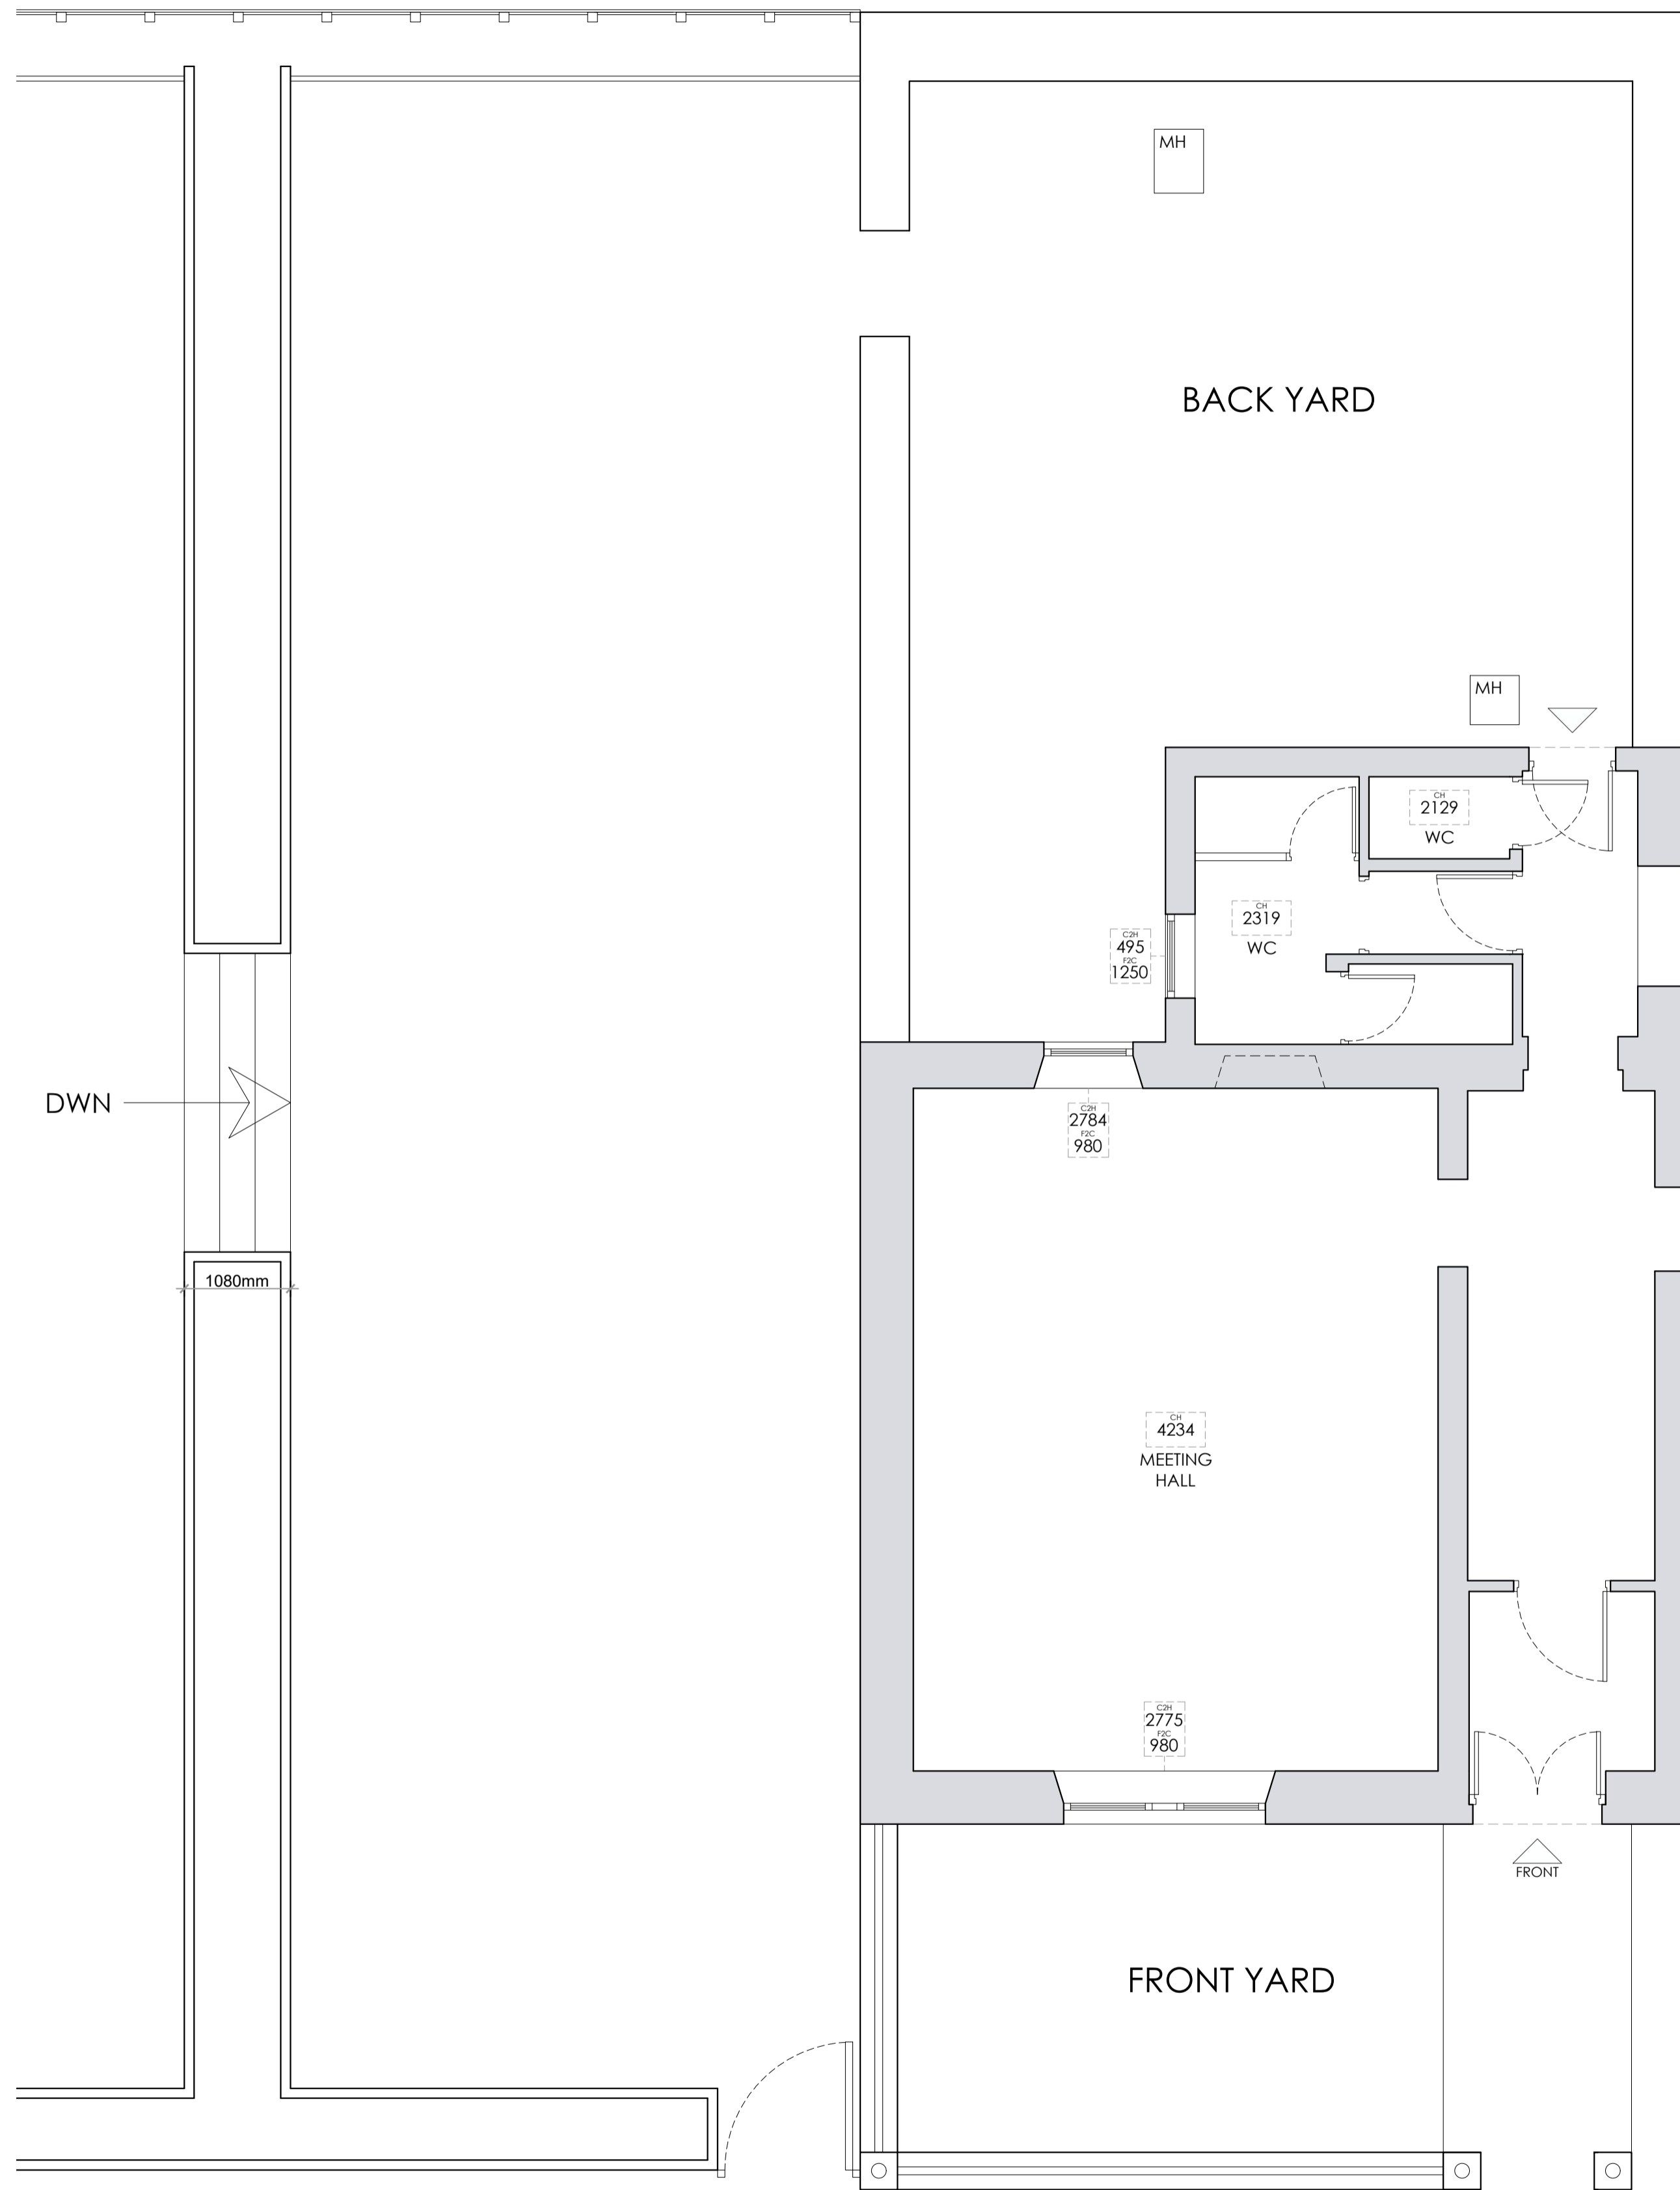 MH
BACK YARD
MH
CH
2129
WC
CH
2319
WC
C2H
495
F2C
1250
DWN
C2H
2784
F2C
980
1080mm
CH
4234
MEETING
HALL
C2H
2775
F2C
980
FRONT
FRONT YARD